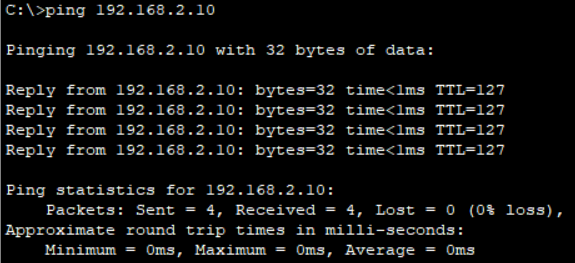 C:\>ping 192.168.2.10
Pinging 192.168.2.10 with 32 bytes of data:
Reply from 192.168.2.10: bytes=32 time<1ms TTL=127
Reply from 192.168.2.10: bytes=32 time<1ms TTL=127
Reply from 192.168.2.10: bytes=32 time<1ms TTL=127
Reply from 192.168.2.10: bytes=32 time<1ms TTL=127
Ping statistics for 192.168.2.10:
Packets: Sent = 4, Received = 4, Lost = 0 (0% loss),
Approximate round trip times in milli-seconds:
Minimum = 0ms, Maximum = 0ms, Average = 0ms